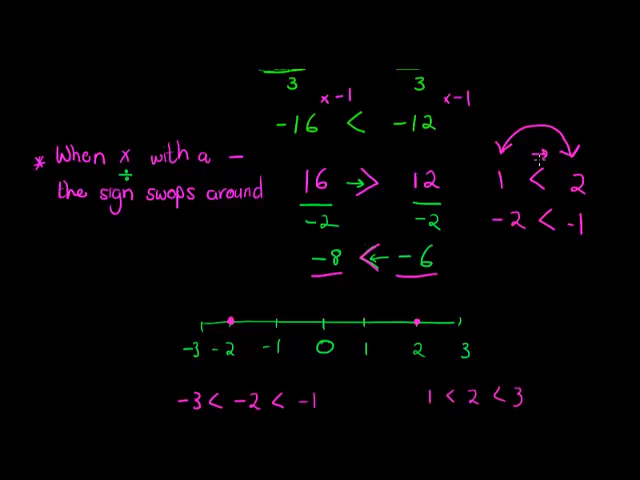 3 3
x-1 x-1
-16 < -12
* When x with a -
÷
the sign swops around
16 → > 12
-2 -2
-8 < ← -6
1 < 2
-2 < -1
-3 -2 -1 0 1 2 3
-3 < -2 < -1
1 < 2 < 3